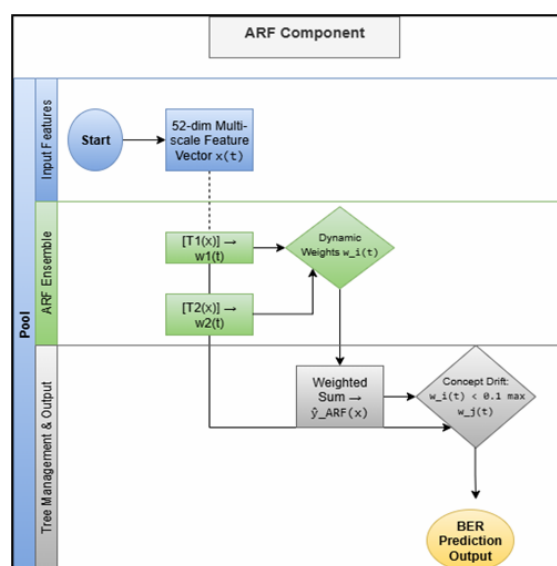 ARF Component
Pool
Input Features
Start
52-dim Multi-
scale Feature
Vector x(t)
ARF Ensemble
[T1(x)] →
w1(t)
Dynamic
Weights w_i(t)
[T2(x)] →
w2(t)
Tree Management & Output
Weighted
Sum →
ŷ_ARF(x)
Concept Drift:
w_i(t) < 0.1 max
w_j(t)
BER
Prediction
Output